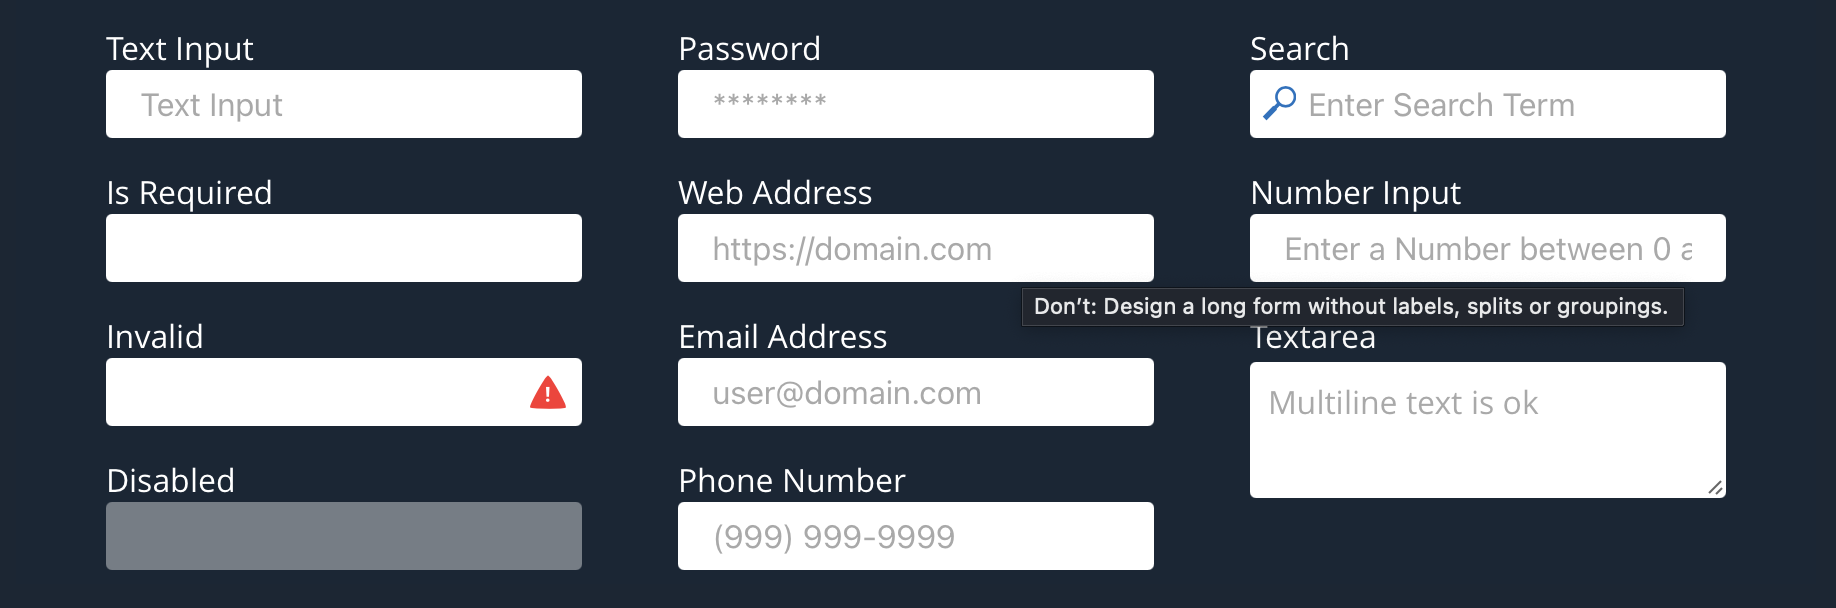 Text Input
Text Input
Is Required
Invalid
Disabled
Password
********
Web Address
https://domain.com
Email Address
user@domain.com
Phone Number
(999) 999-9999
Search
Enter Search Term
Number Input
Enter a Number between 0 a
Don't: Design a long form without labels, splits or groupings.
Textarea
Multiline text is ok